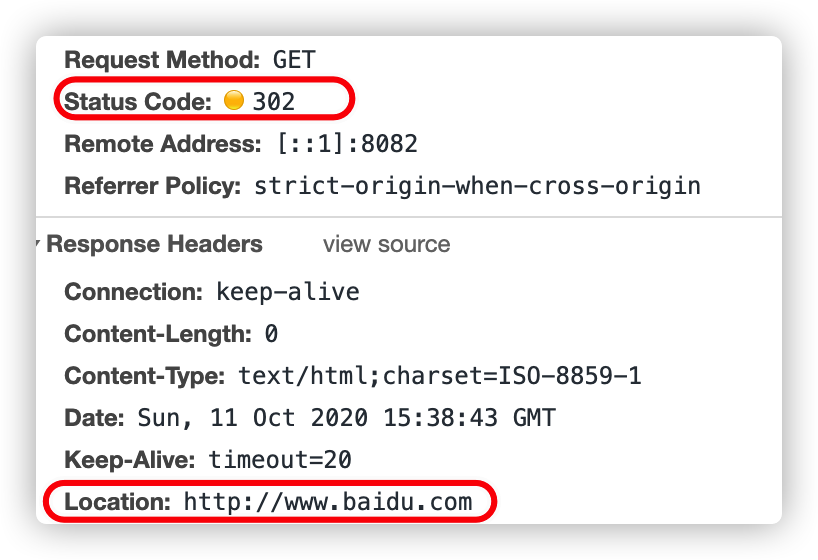 Request Method: GET
Status Code: 302
Remote Address: [::1]:8082
Referrer Policy: strict-origin-when-cross-origin
Response Headers view source
Connection: keep-alive
Content-Length: 0
Content-Type: text/html;charset=ISO-8859-1
Date: Sun, 11 Oct 2020 15:38:43 GMT
Keep-Alive: timeout=20
Location: http://www.baidu.com